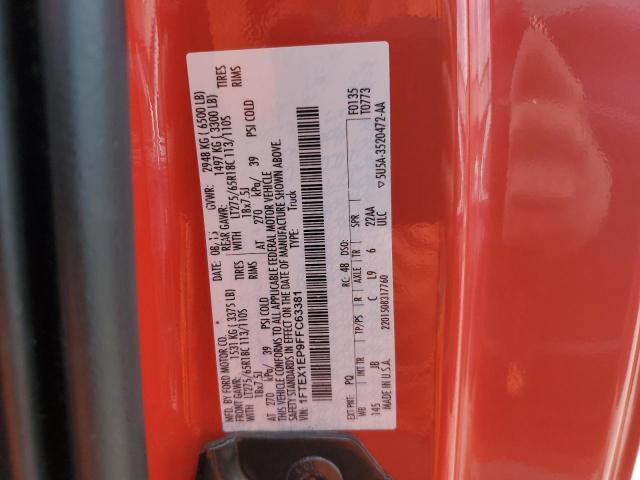 MFD. BY FORD MOTOR CO.
DATE: 08/15 GVWR: 2948 KG ( 6500 LB)
FRONT GAWR: 1531 KG ( 3375 LB) REAR GAWR: 1497 KG ( 3300 LB)
WITH LT275/65R18C 113/110S TIRES WITH LT275/65R18C 113/110S TIRES
18x7.5J RIMS 18x7.5J RIMS
AT 270 kPa/ 39 PSI COLD AT 270 kPa/ 39 PSI COLD
THIS VEHICLE CONFORMS TO ALL APPLICABLE FEDERAL MOTOR VEHICLE
SAFETY STANDARDS IN EFFECT ON THE DATE OF MANUFACTURE SHOWN ABOVE.
VIN: 1FTEX1EP9FFC63381 TYPE: Truck
F0135
T0773
EXT PNT: PQ RC: 48 DSO:
WB INT TR TP/PS R AXLE TR SPR
145 JB C L9 6 22AA
MADE IN U.S.A. 2201508317760 ULC
5U5A-3520472-AA